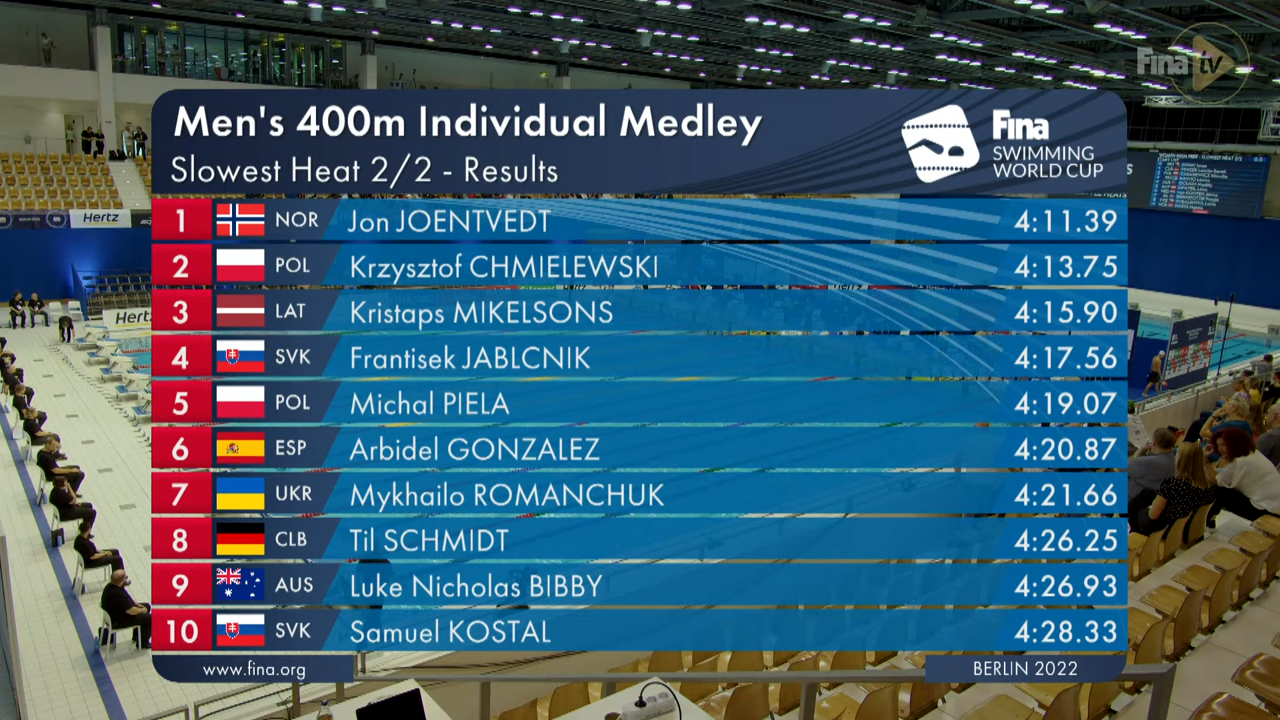 Fina tv
Men's 400m Individual Medley
Slowest Heat 2/2 - Results
Fina
SWIMMING
WORLD CUP
1 NOR Jon JOENTVEDT 4:11.39
2 POL Krzysztof CHMIELEWSKI 4:13.75
3 LAT Kristaps MIKELSONS 4:15.90
4 SVK Frantisek JABLCNIK 4:17.56
5 POL Michal PIELA 4:19.07
6 ESP Arbidel GONZALEZ 4:20.87
7 UKR Mykhailo ROMANCHUK 4:21.66
8 CLB Til SCHMIDT 4:26.25
9 AUS Luke Nicholas BIBBY 4:26.93
10 SVK Samuel KOSTAL 4:28.33
www.fina.org
BERLIN 2022
Hertz